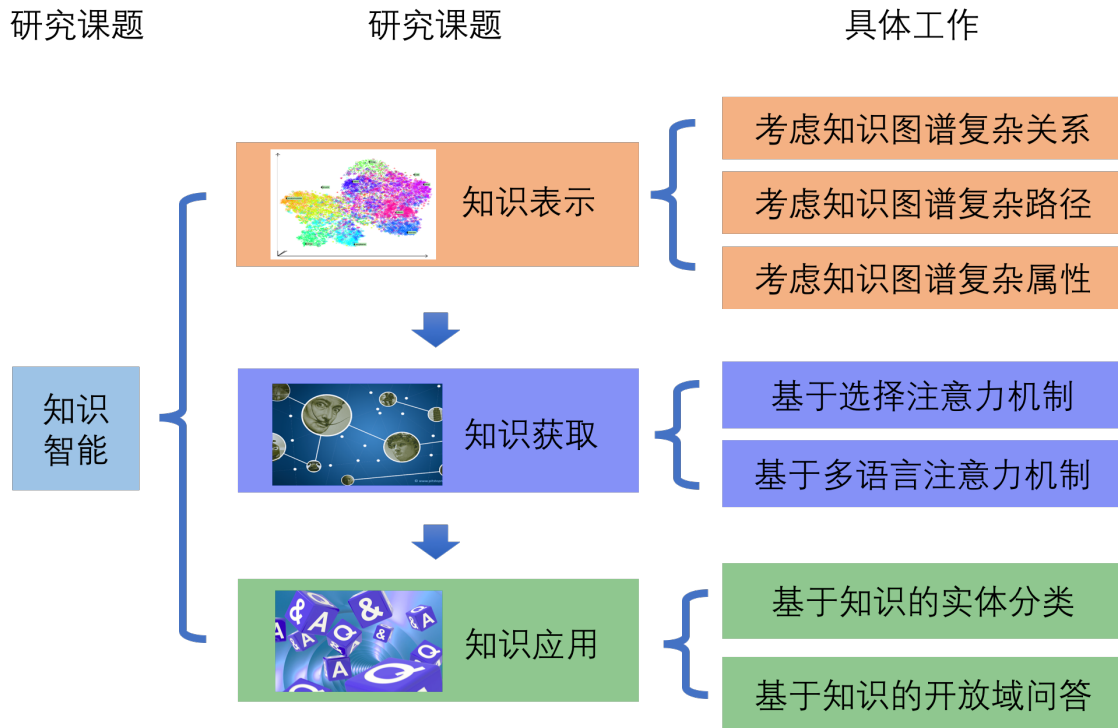 研究课题
研究课题
具体工作
知识
智能
知识表示
考虑知识图谱复杂关系
考虑知识图谱复杂路径
考虑知识图谱复杂属性
知识获取
基于选择注意力机制
基于多语言注意力机制
知识应用
基于知识的实体分类
基于知识的开放域问答